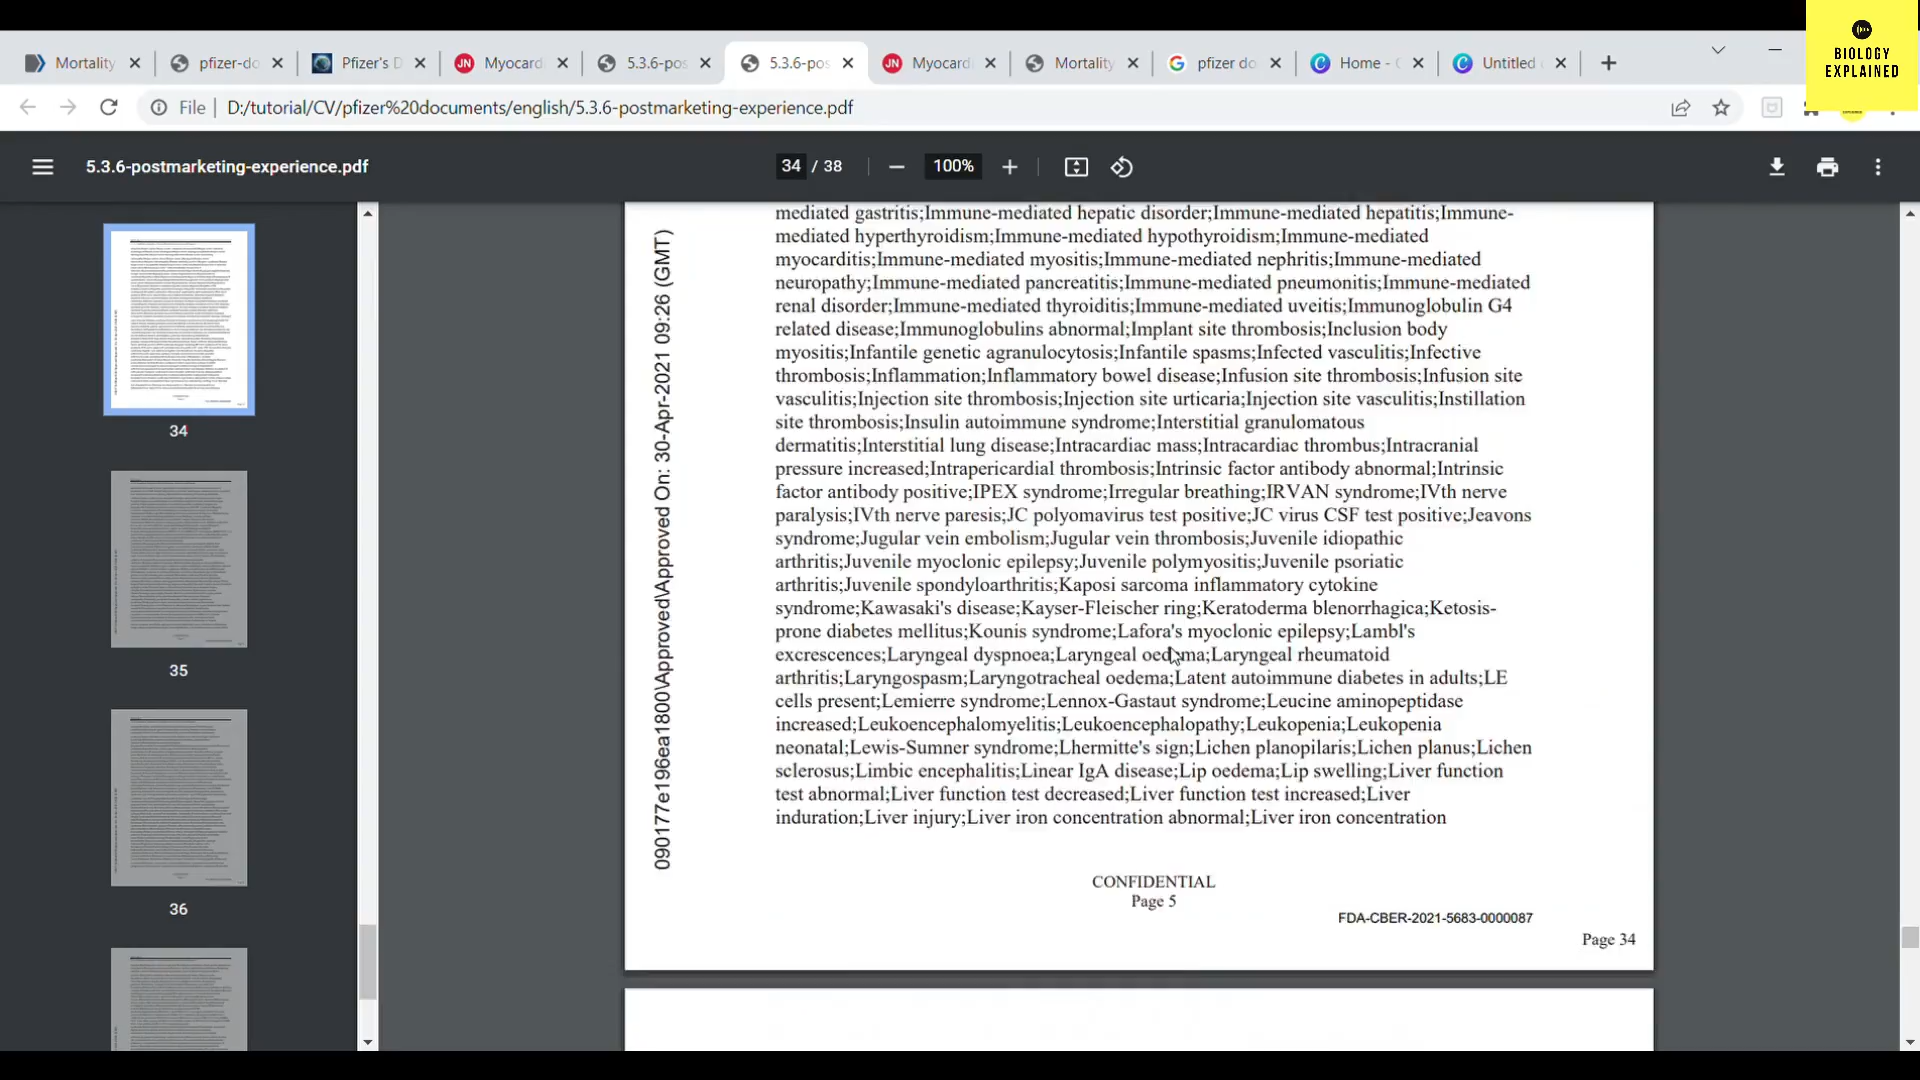 BIOLOGY
EXPLAINED
Mortality
pfizer-do
Pfizer's D
JN
Myocard
5.3.6-pos
5.3.6-pos
JN
Myocard
Mortality
pfizer do
Home -
Untitled
File
D:/tutorial/CV/pfizer%20documents/english/5.3.6-postmarketing-experience.pdf
5.3.6-postmarketing-experience.pdf
34 / 38
100%
34
35
36
090177e196ea1800\Approved\Approved On: 30-Apr-2021 09:26 (GMT)
mediated gastritis;Immune-mediated hepatic disorder;Immune-mediated hepatitis;Immune-
mediated hyperthyroidism;Immune-mediated hypothyroidism;Immune-mediated
myocarditis;Immune-mediated myositis;Immune-mediated nephritis;Immune-mediated
neuropathy;Immune-mediated pancreatitis;Immune-mediated pneumonitis;Immune-mediated
renal disorder;Immune-mediated thyroiditis;Immune-mediated uveitis;Immunoglobulin G4
related disease;Immunoglobulins abnormal;Implant site thrombosis;Inclusion body
myositis;Infantile genetic agranulocytosis;Infantile spasms;Infected vasculitis;Infective
thrombosis;Inflammation;Inflammatory bowel disease;Infusion site thrombosis;Infusion site
vasculitis;Injection site thrombosis;Injection site urticaria;Injection site vasculitis;Instillation
site thrombosis;Insulin autoimmune syndrome;Interstitial granulomatous
dermatitis;Interstitial lung disease;Intracardiac mass;Intracardiac thrombus;Intracranial
pressure increased;Intrapericardial thrombosis;Intrinsic factor antibody abnormal;Intrinsic
factor antibody positive;IPEX syndrome;Irregular breathing;IRVAN syndrome;IVth nerve
paralysis;IVth nerve paresis;JC polyomavirus test positive;JC virus CSF test positive;Jeavons
syndrome;Jugular vein embolism;Jugular vein thrombosis;Juvenile idiopathic
arthritis;Juvenile myoclonic epilepsy;Juvenile polymyositis;Juvenile psoriatic
arthritis;Juvenile spondyloarthritis;Kaposi sarcoma inflammatory cytokine
syndrome;Kawasaki's disease;Kayser-Fleischer ring;Keratoderma blenorrhagica;Ketosis-
prone diabetes mellitus;Kounis syndrome;Lafora's myoclonic epilepsy;Lambl's
excrescences;Laryngeal dyspnoea;Laryngeal oedema;Laryngeal rheumatoid
arthritis;Laryngospasm;Laryngotracheal oedema;Latent autoimmune diabetes in adults;LE
cells present;Lemierre syndrome;Lennox-Gastaut syndrome;Leucine aminopeptidase
increased;Leukoencephalomyelitis;Leukoencephalopathy;Leukopenia;Leukopenia
neonatal;Lewis-Sumner syndrome;Lhermitte's sign;Lichen planopilaris;Lichen planus;Lichen
sclerosus;Limbic encephalitis;Linear IgA disease;Lip oedema;Lip swelling;Liver function
test abnormal;Liver function test decreased;Liver function test increased;Liver
induration;Liver injury;Liver iron concentration abnormal;Liver iron concentration
CONFIDENTIAL
Page 5
FDA-CBER-2021-5683-0000087
Page 34